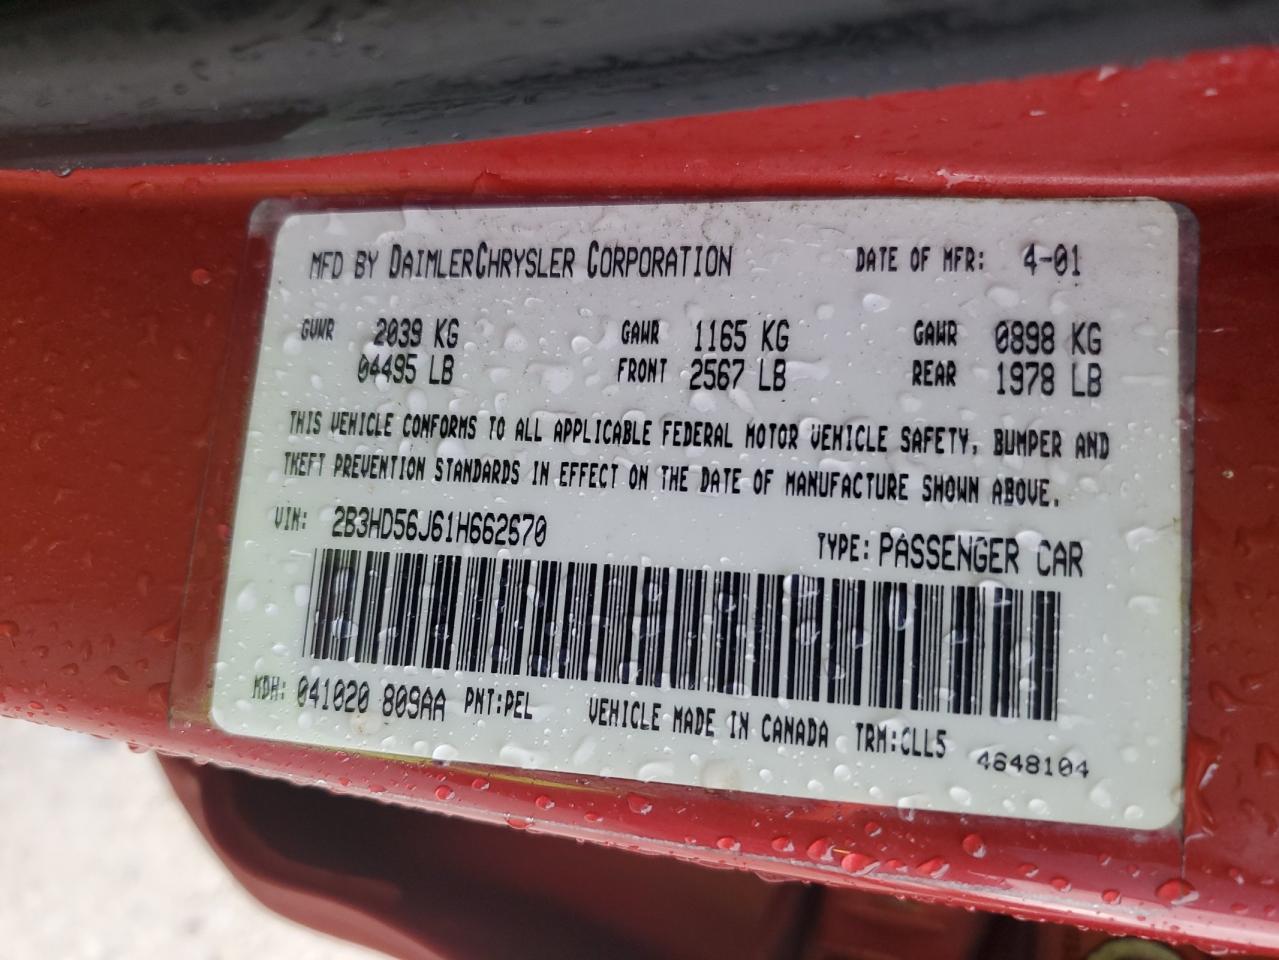 MFD BY DAIMLERCHRYSLER CORPORATION DATE OF MFR: 4-01
GVWR 2039 KG GAWR 1165 KG GAWR 0898 KG
04495 LB FRONT 2567 LB REAR 1978 LB
THIS VEHICLE CONFORMS TO ALL APPLICABLE FEDERAL MOTOR VEHICLE SAFETY, BUMPER AND
THEFT PREVENTION STANDARDS IN EFFECT ON THE DATE OF MANUFACTURE SHOWN ABOVE.
VIN: 2B3HD56J61H662670 TYPE: PASSENGER CAR
MDH: 041020 809AA PNT:PEL VEHICLE MADE IN CANADA TRM:CLL5 4648104